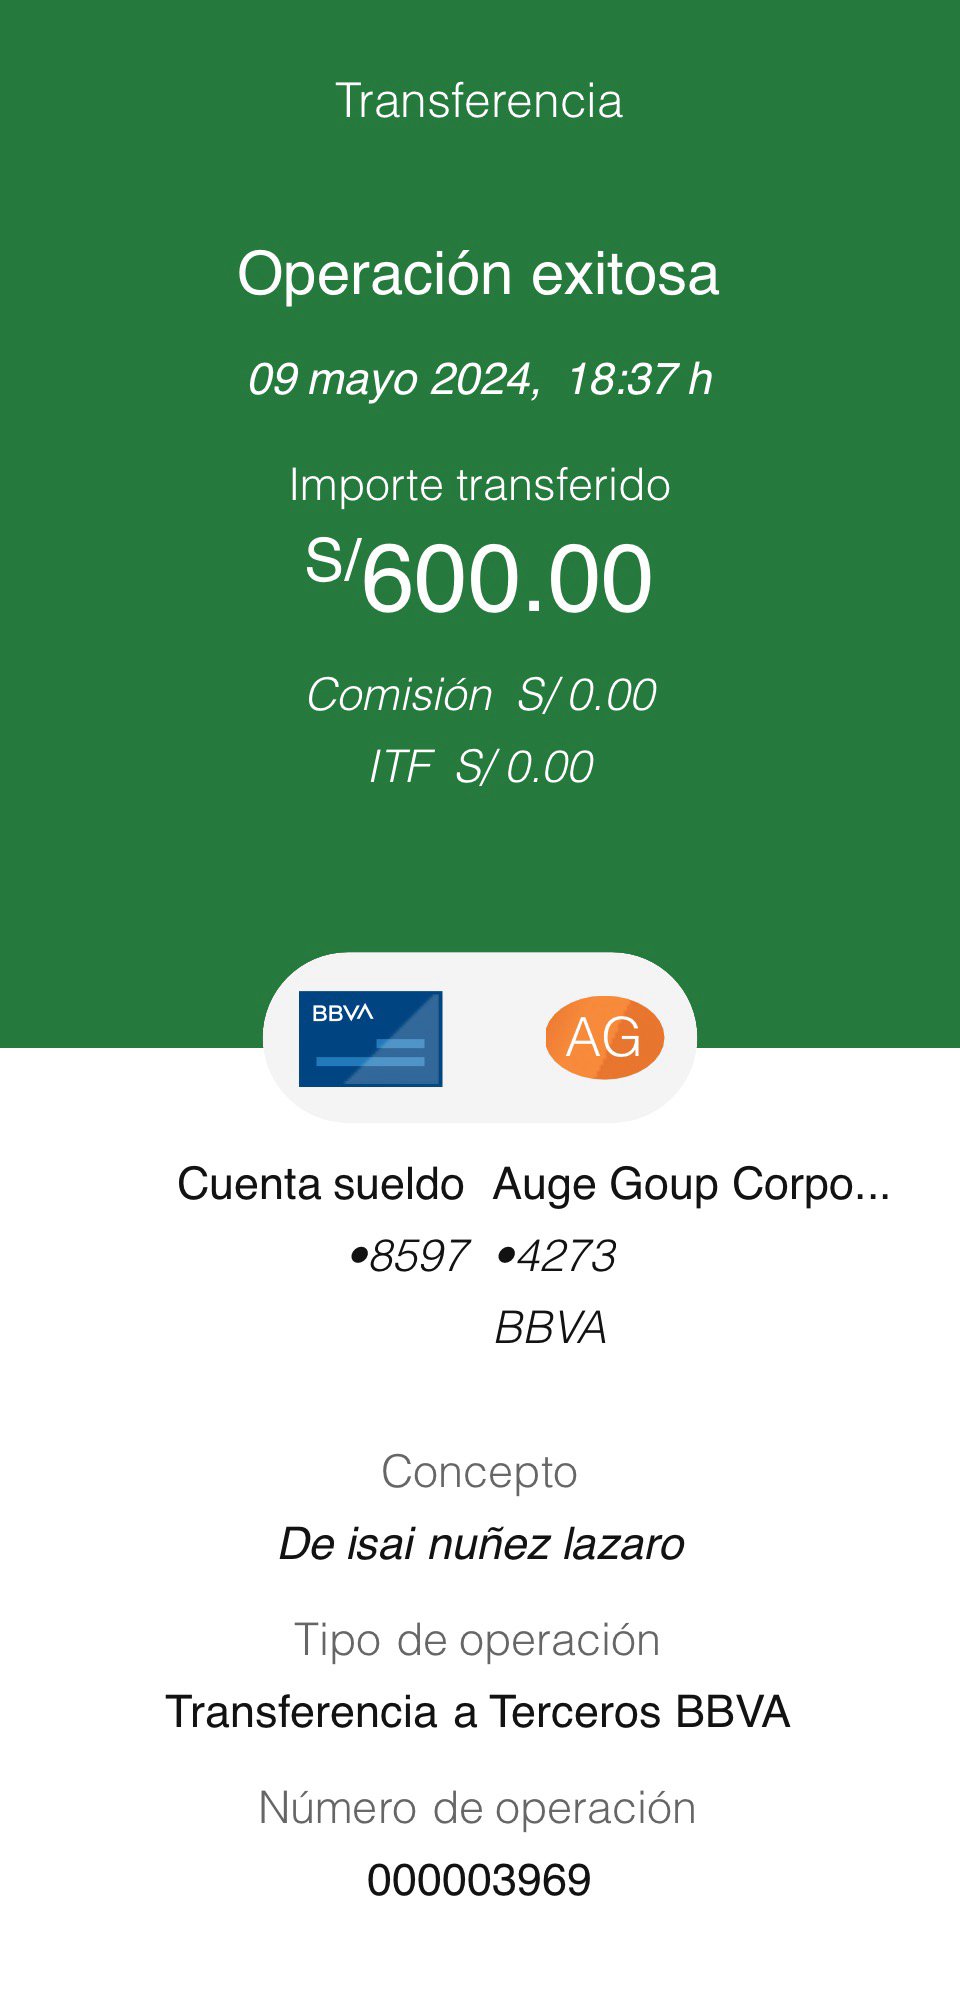 Transferencia
Operación exitosa
09 mayo 2024, 18:37 h
Importe transferido
S/600.00
Comisión S/ 0.00
ITF S/ 0.00
BBVA
AG
Cuenta sueldo Auge Goup Corpo...
•8597 •4273
BBVA
Concepto
De isai nuñez lazaro
Tipo de operación
Transferencia a Terceros BBVA
Número de operación
000003969